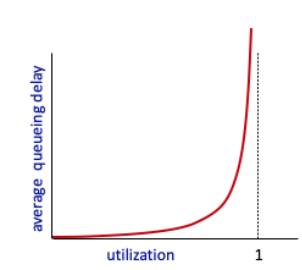 average queueing delay
utilization
1